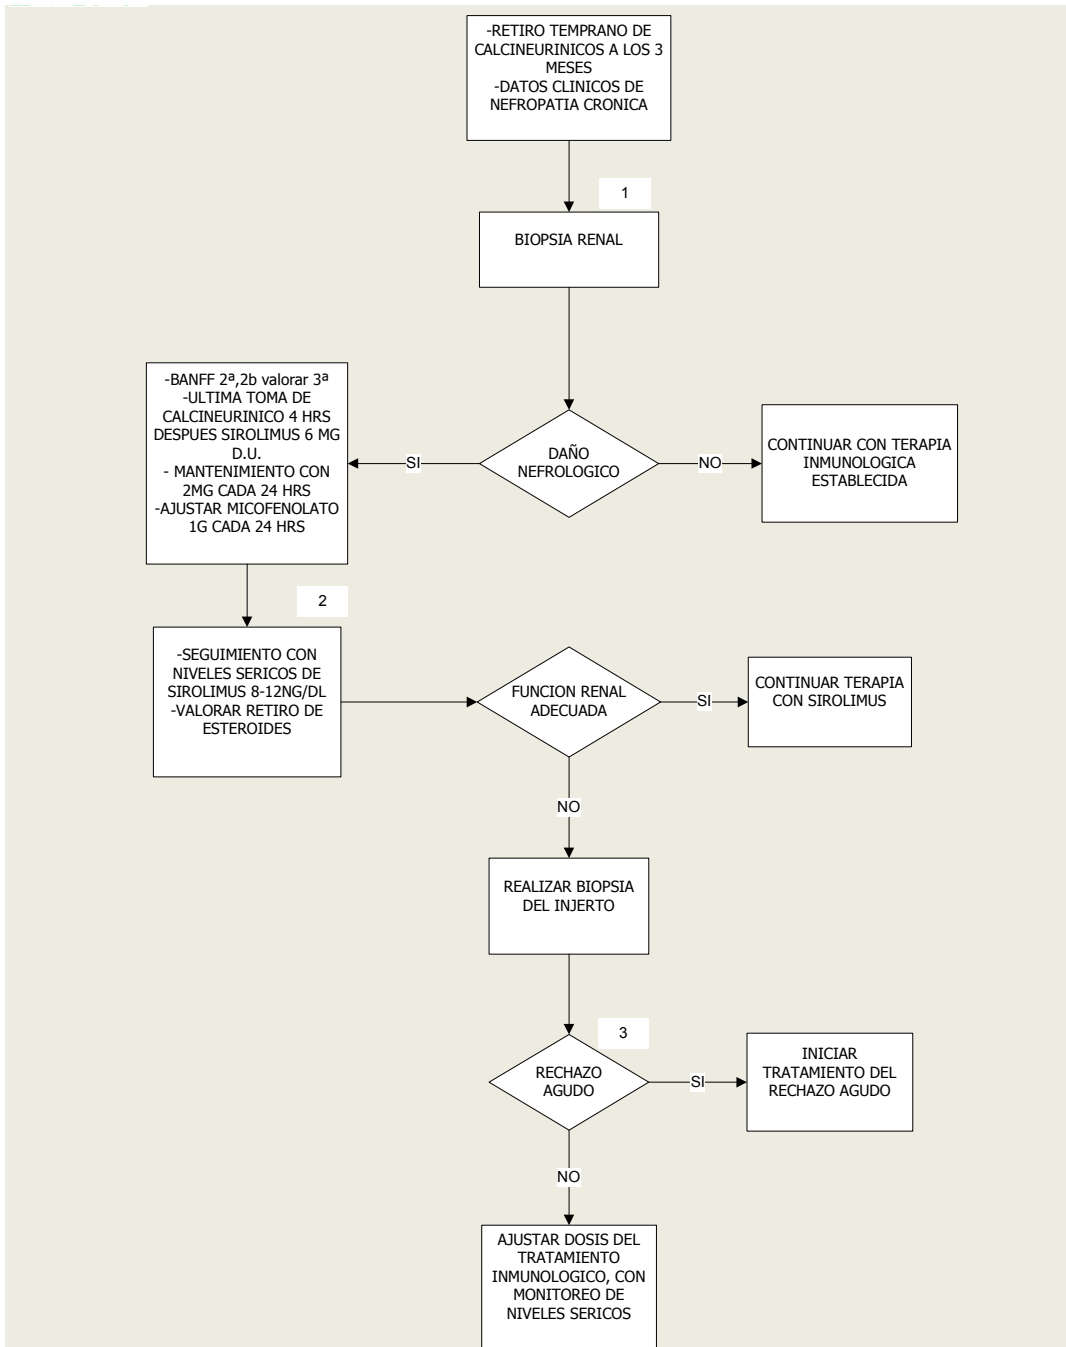 -RETIRO TEMPRANO DE
CALCINEURINICOS A LOS 3
MESES
-DATOS CLINICOS DE
NEFROPATIA CRONICA
1
BIOPSIA RENAL
-BANFF 2ª,2b valorar 3ª
-ULTIMA TOMA DE
CALCINEURINICO 4 HRS
DESPUES SIROLIMUS 6 MG
D.U.
- MANTENIMIENTO CON
2MG CADA 24 HRS
-AJUSTAR MICOFENOLATO
1G CADA 24 HRS
SI
DAÑO
NEFROLOGICO
NO
CONTINUAR CON TERAPIA
INMUNOLOGICA
ESTABLECIDA
2
-SEGUIMIENTO CON
NIVELES SERICOS DE
SIROLIMUS 8-12NG/DL
-VALORAR RETIRO DE
ESTEROIDES
FUNCION RENAL
ADECUADA
SI
CONTINUAR TERAPIA
CON SIROLIMUS
NO
REALIZAR BIOPSIA
DEL INJERTO
3
RECHAZO
AGUDO
SI
INICIAR
TRATAMIENTO DEL
RECHAZO AGUDO
NO
AJUSTAR DOSIS DEL
TRATAMIENTO
INMUNOLOGICO, CON
MONITOREO DE
NIVELES SERICOS